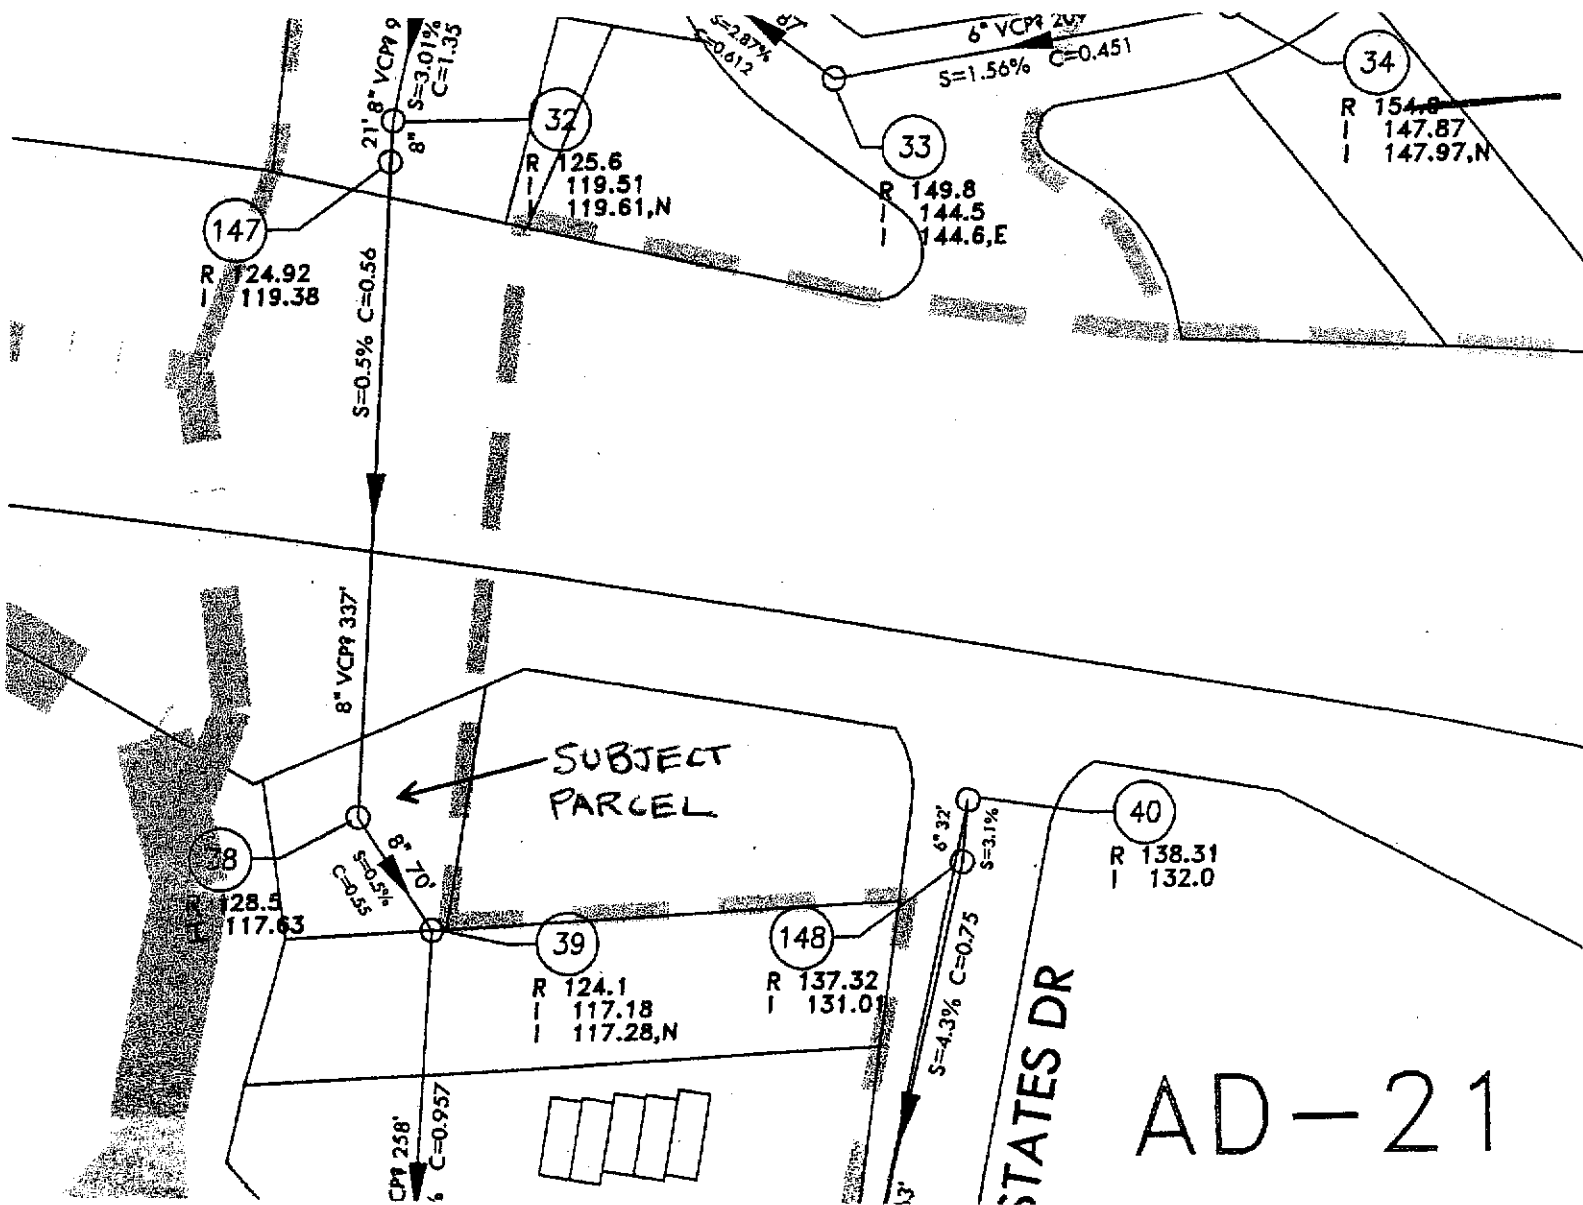 8" VCP? 9
S=3.01%
C=1.35
21' 8"
32
R 125.6
I 119.51
I 119.61,N
147
R 124.92
I 119.38
S=0.5% C=0.56
8" VCP? 337'
87'
S=2.87%
C=0.612
6" VCP? 209
S=1.56% C=0.451
33
R 149.8
I 144.5
I 144.6,E
34
R 154.8
I 147.87
I 147.97,N
SUBJECT
PARCEL
38
R 128.5
I 117.63
8" 70'
S=0.5%
C=0.55
39
R 124.1
I 117.18
I 117.28,N
40
R 138.31
I 132.0
6" 32'
S=3.1%
148
R 137.32
I 131.01
S=4.3% C=0.75
CP? 258'
% C=0.957
3'
STATES DR
AD-21